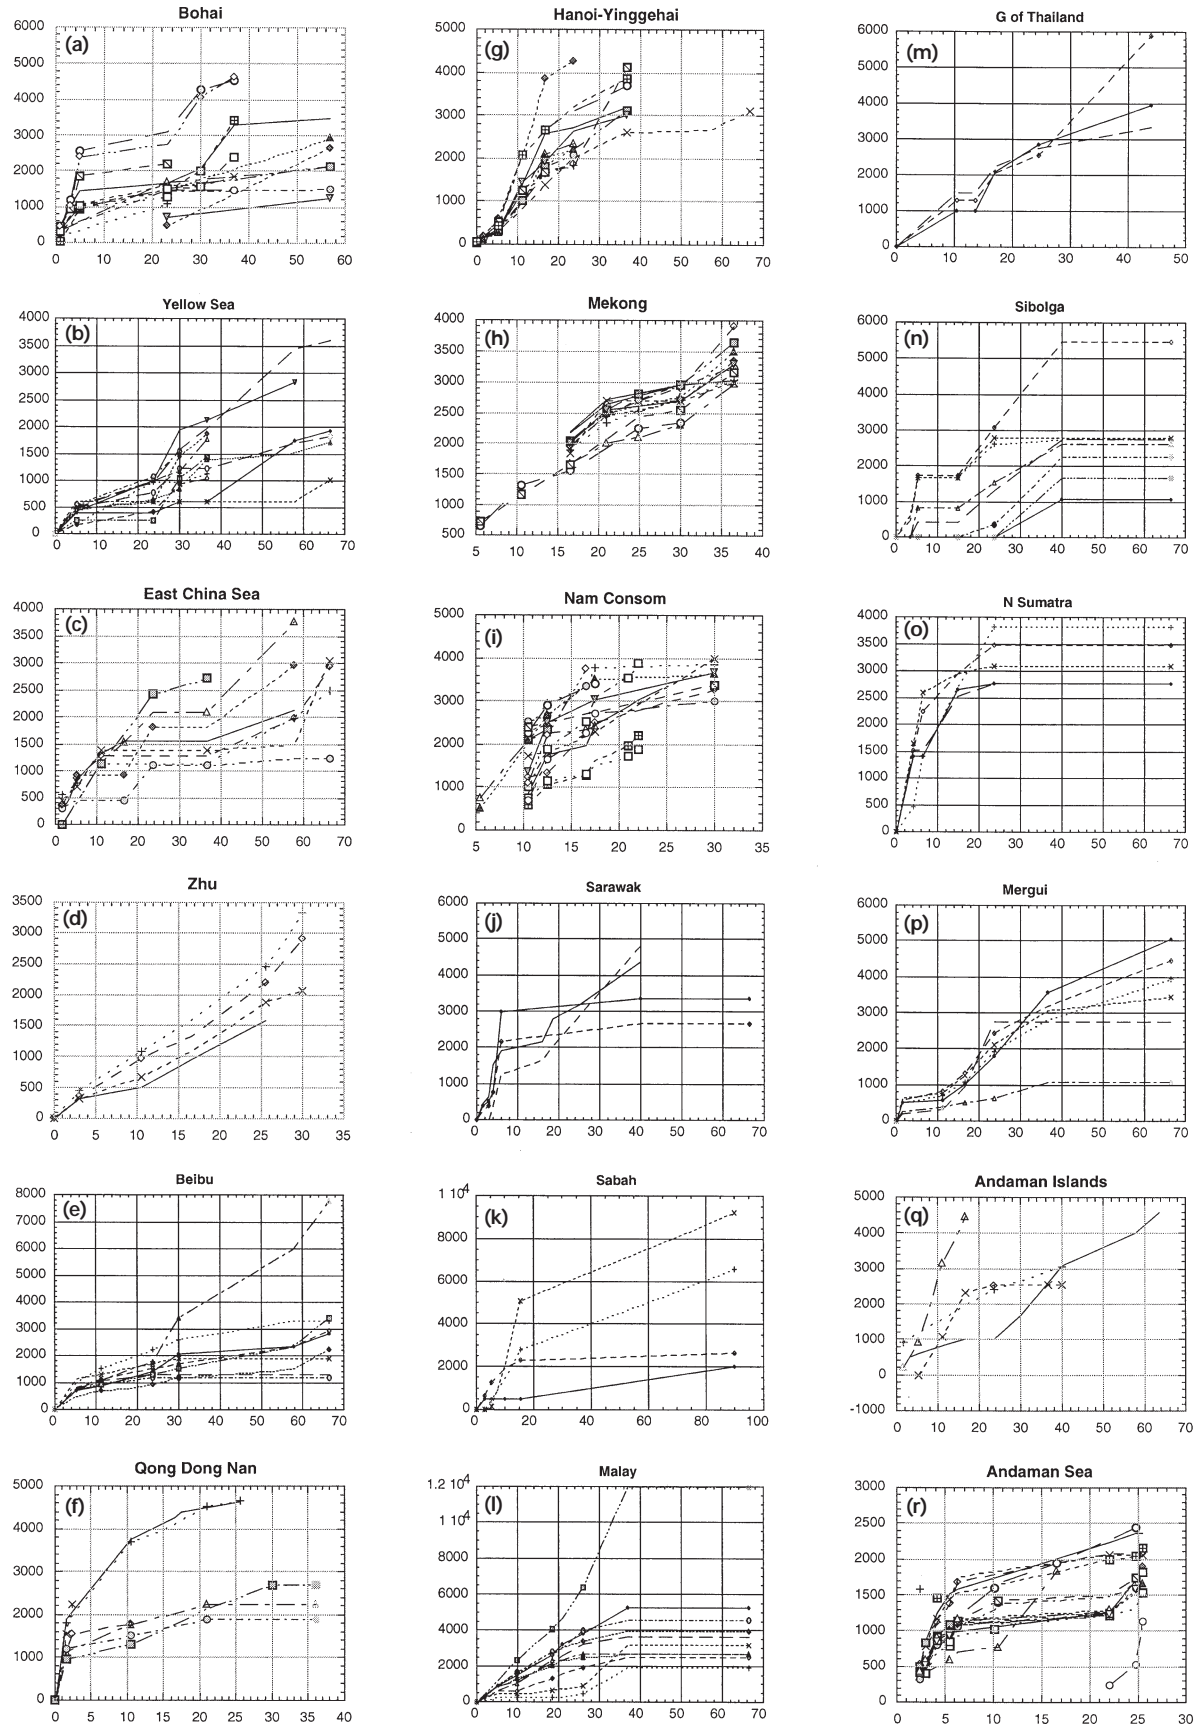 Bohai
(a)
6000
5000
4000
3000
2000
1000
0
0 10 20 30 40 50 60
Yellow Sea
(b)
4000
3500
3000
2500
2000
1500
1000
500
0
0 10 20 30 40 50 60 70
East China Sea
(c)
4000
3500
3000
2500
2000
1500
1000
500
0
0 10 20 30 40 50 60 70
Zhu
(d)
3500
3000
2500
2000
1500
1000
500
0
0 5 10 15 20 25 30 35
Beibu
(e)
8000
7000
6000
5000
4000
3000
2000
1000
0
0 10 20 30 40 50 60 70
Qong Dong Nan
(f)
5000
4000
3000
2000
1000
0
0 5 10 15 20 25 30 35 40
Hanoi-Yinggehai
(g)
5000
4000
3000
2000
1000
0
0 10 20 30 40 50 60 70
Mekong
(h)
4000
3500
3000
2500
2000
1500
1000
500
5 10 15 20 25 30 35 40
Nam Consom
(i)
5000
4000
3000
2000
1000
0
5 10 15 20 25 30 35
Sarawak
(j)
6000
5000
4000
3000
2000
1000
0
0 10 20 30 40 50 60 70
Sabah
(k)
1 10⁴
8000
6000
4000
2000
0
0 20 40 60 80 100
Malay
(l)
1.2 10⁴
1 10⁴
8000
6000
4000
2000
0
0 10 20 30 40 50 60 70
G of Thailand
(m)
6000
5000
4000
3000
2000
1000
0
0 10 20 30 40 50
Sibolga
(n)
6000
5000
4000
3000
2000
1000
0
0 10 20 30 40 50 60 70
N Sumatra
(o)
4000
3500
3000
2500
2000
1500
1000
500
0
0 10 20 30 40 50 60 70
Mergui
(p)
6000
5000
4000
3000
2000
1000
0
0 10 20 30 40 50 60 70
Andaman Islands
(q)
5000
4000
3000
2000
1000
0
-1000
0 10 20 30 40 50 60 70
Andaman Sea
(r)
3000
2500
2000
1500
1000
500
0
0 5 10 15 20 25 30